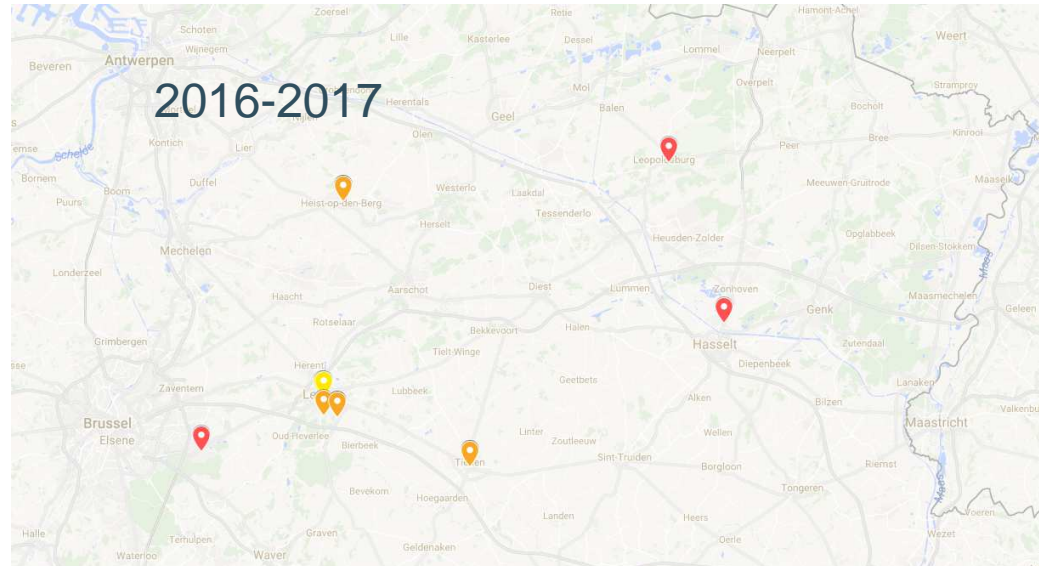 Zoersel
Retie
Hamont-Achel
Schoten
Lille
Kasterlee
Dessel
Weert
Wijnegem
Lommel
Neerpelt
Beveren
Antwerpen
Overpelt
Stramproy
Mol
2016-2017
Herentals
Balen
Bocholt
Geel
Olen
Kinrooi
Kontich
Lier
Peer
Bree
Schelde
Leopoldsburg
Bornem
Boom
Duffel
Westerlo
Laakdal
Meeuwen-Gruitrode
Maaseik
Puurs
Heist-op-den-Berg
Tessenderlo
Herselt
Opglabbeek
Heusden-Zolder
Dilsen-Stokkem
Mechelen
Maas
Londerzeel
Aarschot
Diest
Lummen
Zonhoven
Haacht
Maasmechelen
Genk
Geleen
Rotselaar
Bekkevoort
Halen
Grimbergen
Hasselt
Zutendaal
Tielt-Winge
Herent
Diepenbeek
Geetbets
Zaventem
Lubbeek
Lanaken
Alken
Bilzen
Brussel
Maastricht
Elsene
Oud-Heverlee
Bierbeek
Linter
Zoutleeuw
Wellen
Tienen
Sint-Truiden
Borgloon
Riemst
Bevekom
Hoegaarden
Tongeren
Maas
Landen
Heers
Voeren
Halle
Terhulpen
Graven
Geldenaken
Oerle
Wezet
Waterloo
Waver